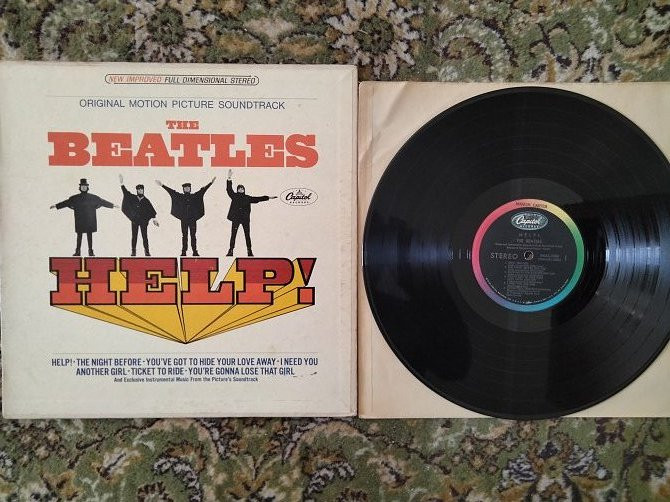 NEW IMPROVED FULL DIMENSIONAL STEREO
ORIGINAL MOTION PICTURE SOUNDTRACK
THE
BEATLES
Capitol
RECORDS
HELP!
HELP! · THE NIGHT BEFORE · YOU'VE GOT TO HIDE YOUR LOVE AWAY · I NEED YOU
ANOTHER GIRL · TICKET TO RIDE · YOU'RE GONNA LOSE THAT GIRL
And Exclusive Instrumental Music From the Picture's Soundtrack
Capitol
HELP!
THE BEATLES
STEREO